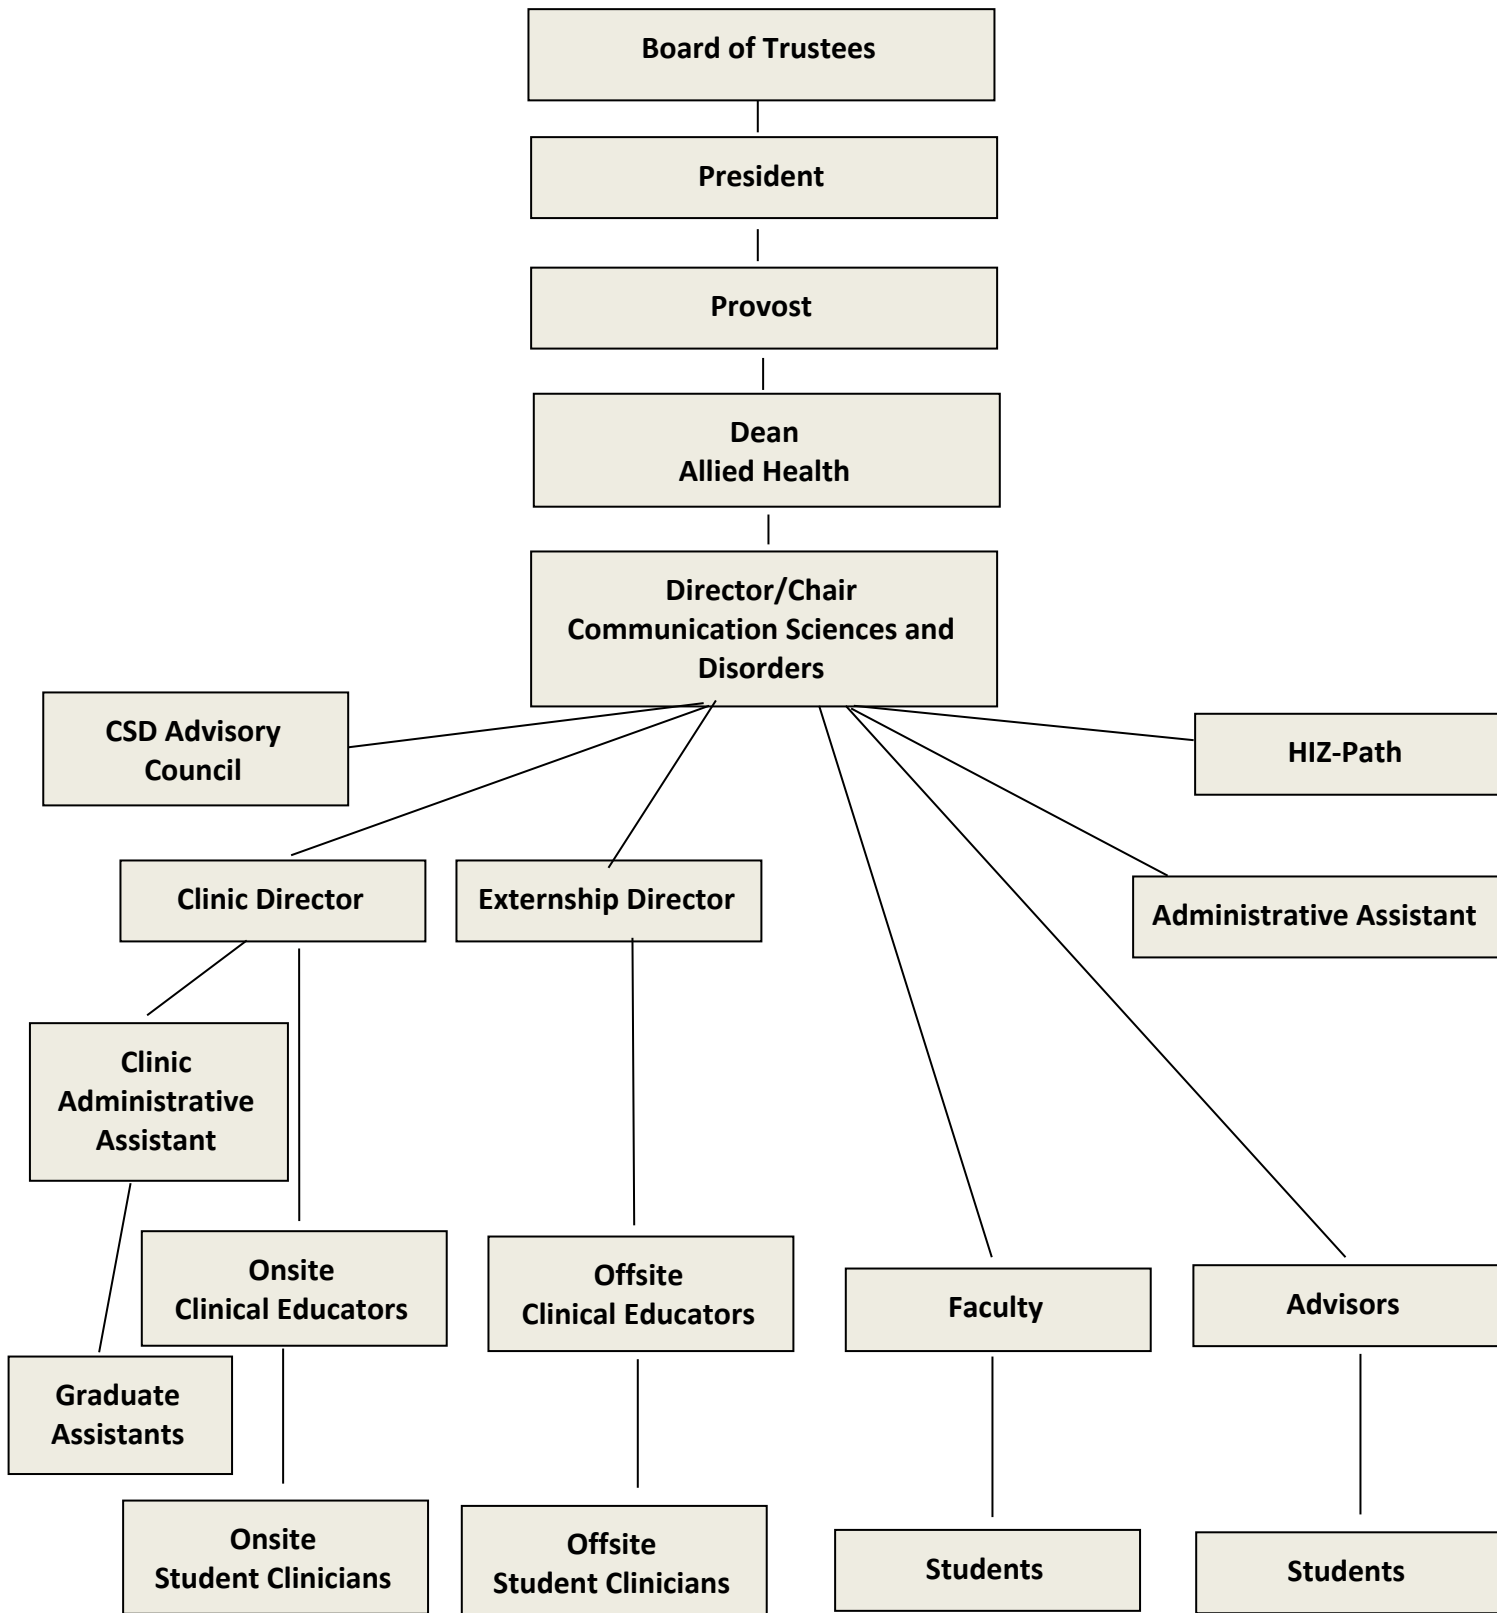 Board of Trustees
President
Provost
Dean
Allied Health
Director/Chair
Communication Sciences and
Disorders
CSD Advisory
Council
HIZ-Path
Clinic Director
Externship Director
Administrative Assistant
Clinic
Administrative
Assistant
Onsite
Clinical Educators
Offsite
Clinical Educators
Faculty
Advisors
Graduate
Assistants
Onsite
Student Clinicians
Offsite
Student Clinicians
Students
Students